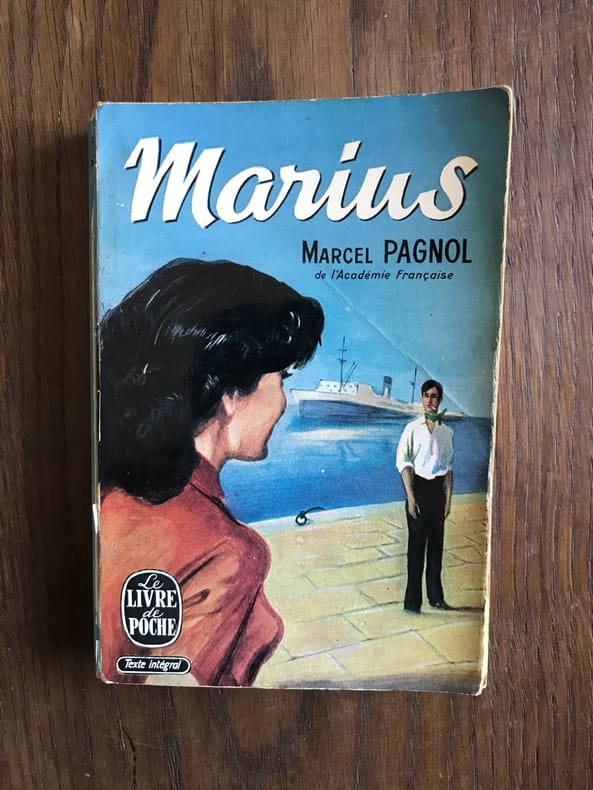 Marius
MARCEL PAGNOL
de l'Académie Française
Le
LIVRE
de
POCHE
Texte intégral